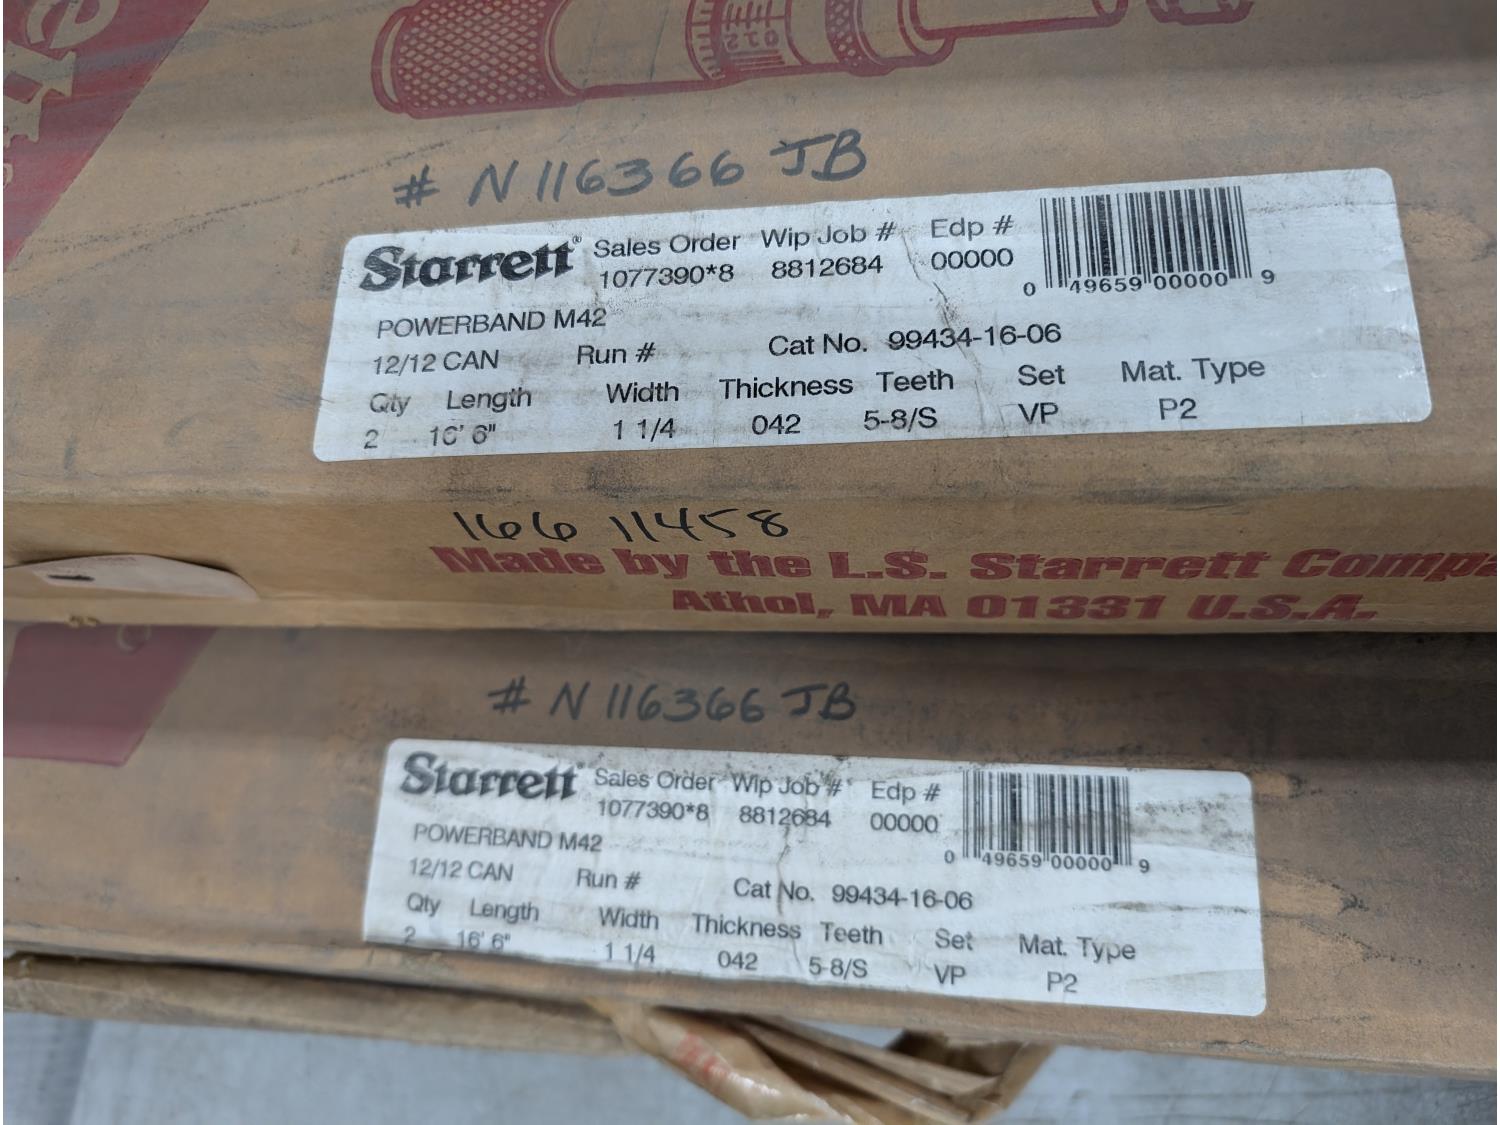 # N116366 JB
Starrett® Sales Order Wip Job # Edp #
1077390*8 8812684 00000
0 49659 00000 9
POWERBAND M42
12/12 CAN Run # Cat No. 99434-16-06
Qty Length Width Thickness Teeth Set Mat. Type
2 16' 6" 1 1/4 042 5-8/S VP P2
166 11458
Made by the L.S. Starrett Compa
Athol, MA 01331 U.S.A.
# N116366 JB
Starrett® Sales Order Wip Job # Edp #
1077390*8 8812684 00000
0 49659 00000 9
POWERBAND M42
12/12 CAN Run # Cat No. 99434-16-06
Qty Length Width Thickness Teeth Set Mat. Type
2 16' 6" 1 1/4 042 5-8/S VP P2